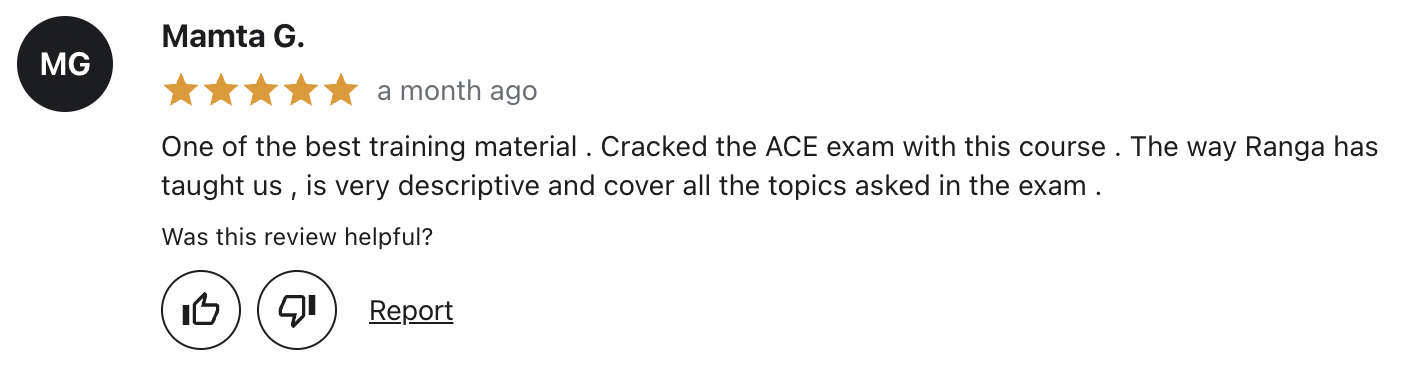 MG
Mamta G.
a month ago
One of the best training material . Cracked the ACE exam with this course . The way Ranga has
taught us , is very descriptive and cover all the topics asked in the exam .
Was this review helpful?
Report